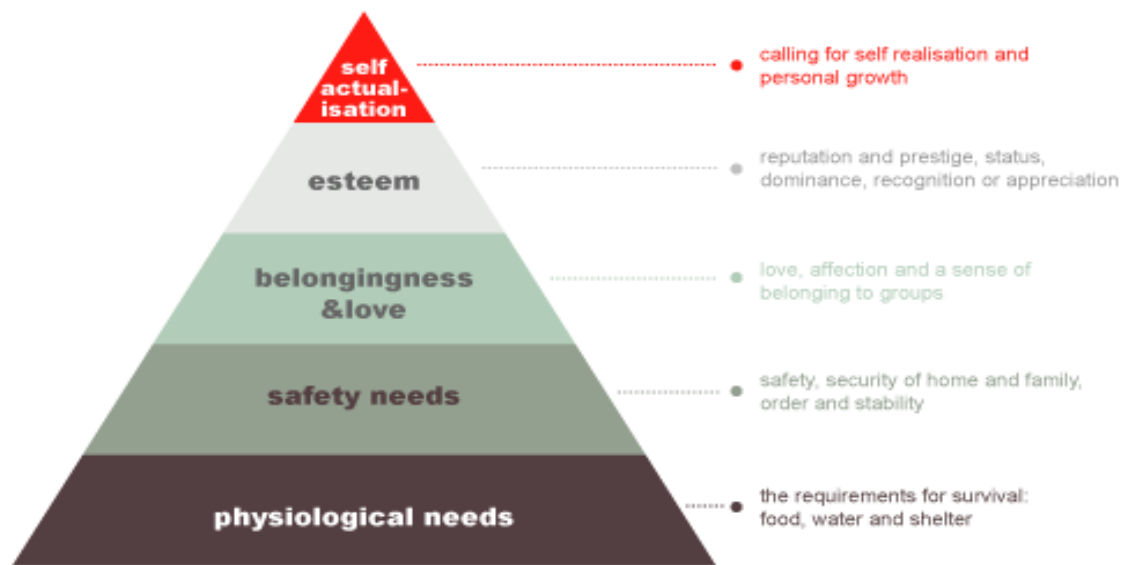 self
actual-
isation
calling for self realisation and
personal growth
esteem
reputation and prestige, status,
dominance, recognition or appreciation
belongingness
&love
love, affection and a sense of
belonging to groups
safety needs
safety, security of home and family,
order and stability
physiological needs
the requirements for survival:
food, water and shelter